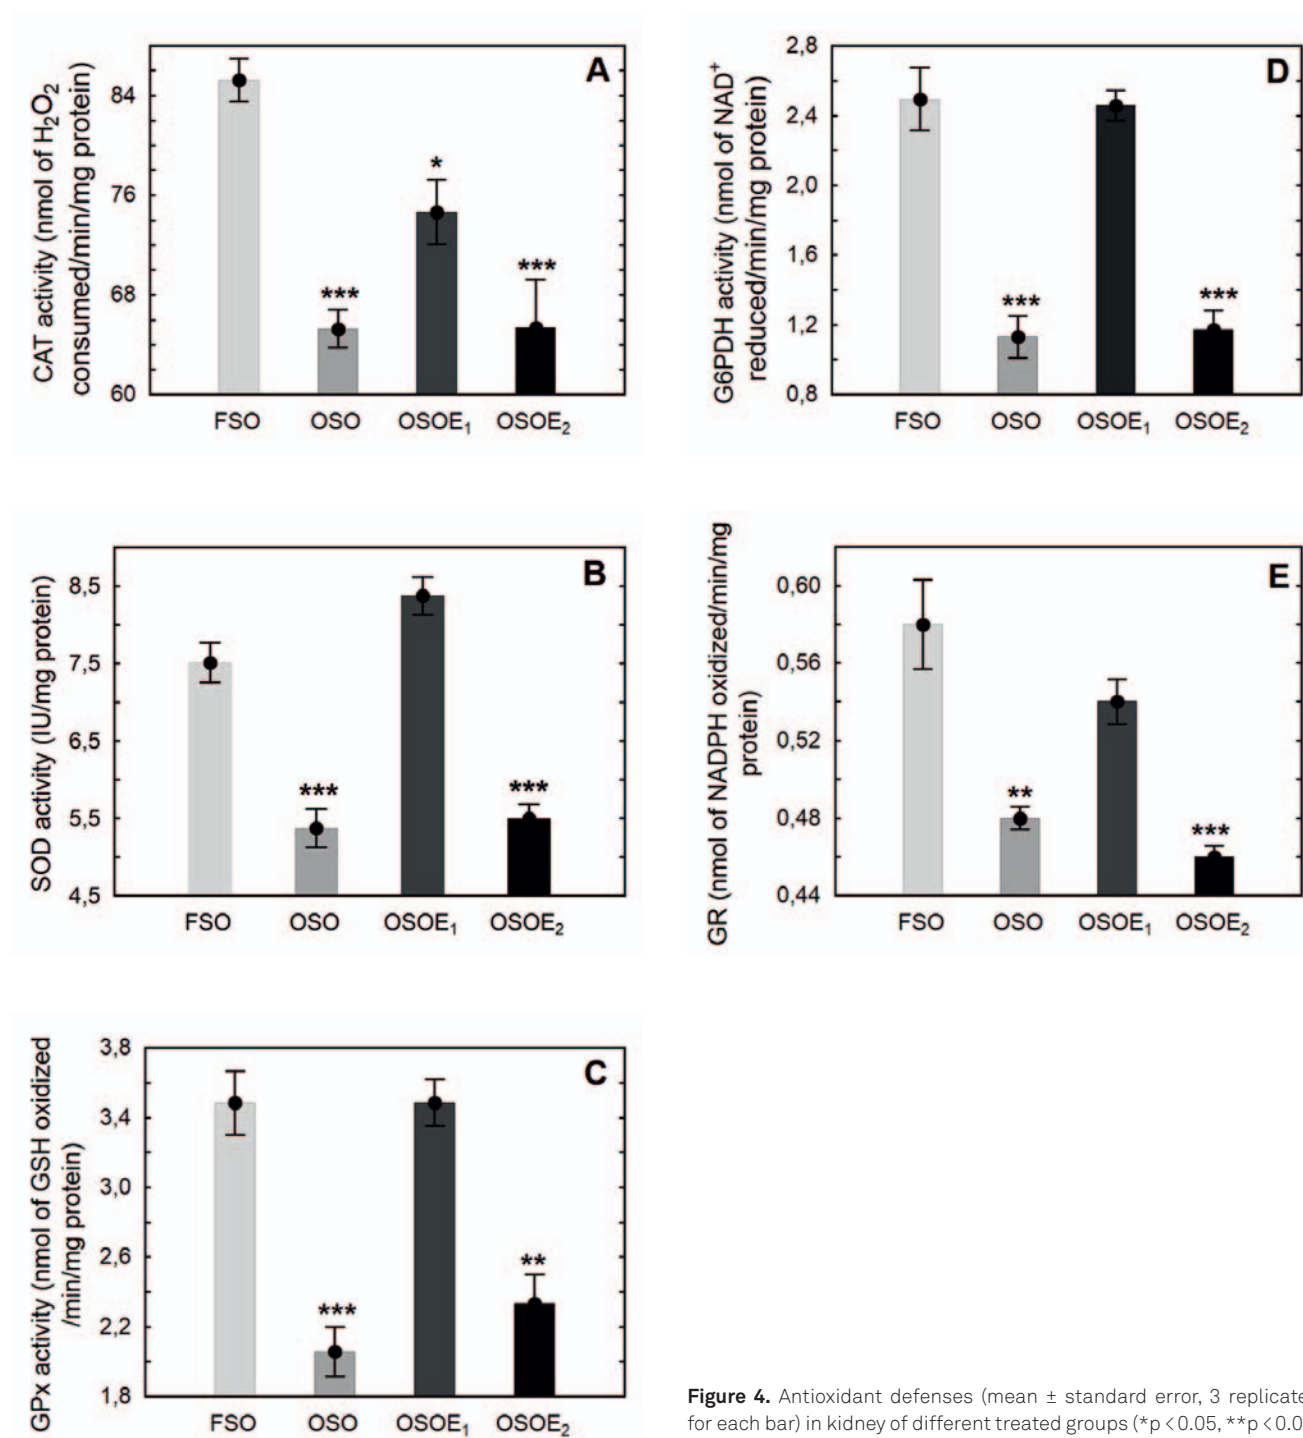 A
CAT activity (nmol of H₂O₂
consumed/min/mg protein)
84
76
68
60
*
***
***
FSO OSO OSOE₁ OSOE₂
D
G6PDH activity (nmol of NAD⁺
reduced/min/mg protein)
2,8
2,4
2,0
1,6
1,2
0,8
***
***
FSO OSO OSOE₁ OSOE₂
B
SOD activity (IU/mg protein)
8,5
7,5
6,5
5,5
4,5
***
***
FSO OSO OSOE₁ OSOE₂
E
GR (nmol of NADPH oxidized/min/mg
protein)
0,60
0,56
0,52
0,48
0,44
**
***
FSO OSO OSOE₁ OSOE₂
C
GPx activity (nmol of GSH oxidized
/min/mg protein)
3,8
3,4
3,0
2,6
2,2
1,8
***
**
FSO OSO OSOE₁ OSOE₂
Figure 4. Antioxidant defenses (mean ± standard error, 3 replicate
for each bar) in kidney of different treated groups (*p < 0.05, **p < 0.0